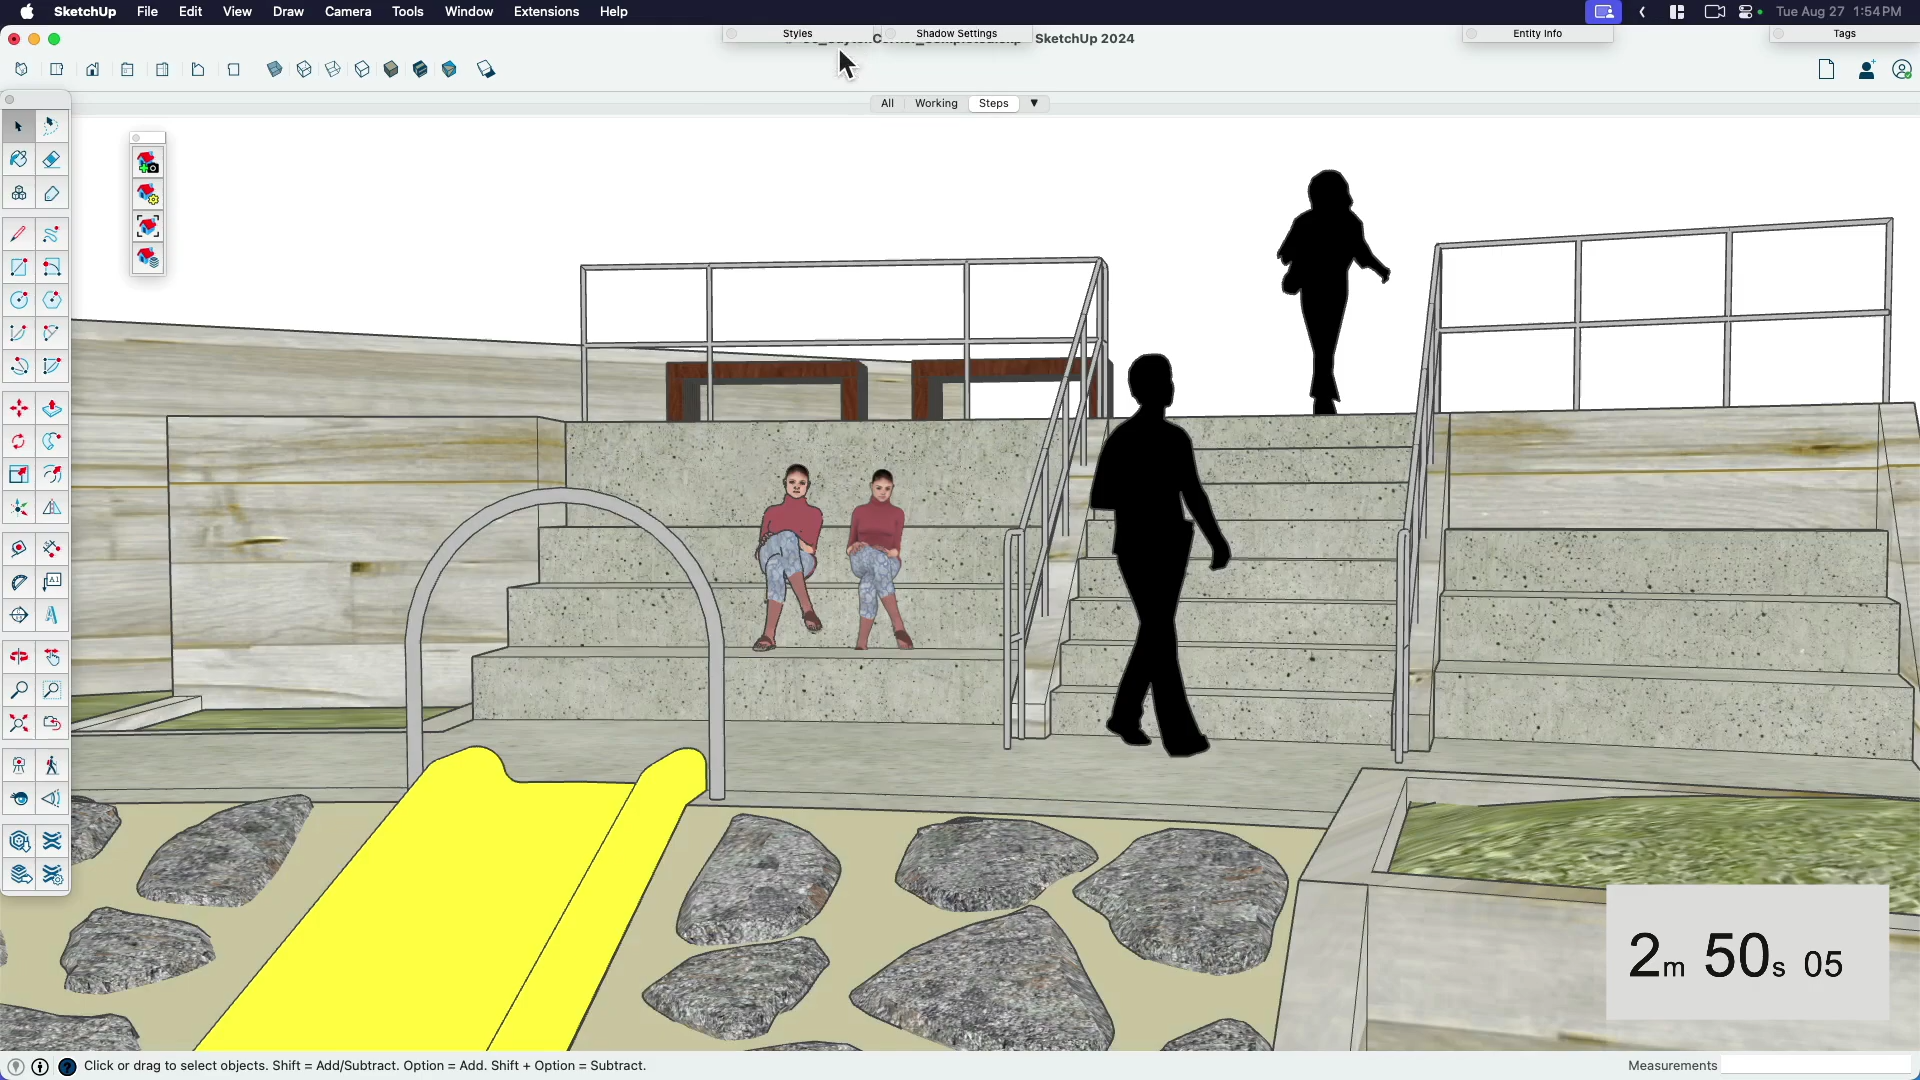 SketchUp File Edit View Draw Camera Tools Window Extensions Help Tue Aug 27 1:54 PM
Styles Shadow Settings SketchUp 2024 Entity Info Tags
All Working Steps
A1
2m 50s 05
Click or drag to select objects. Shift = Add/Subtract. Option = Add. Shift + Option = Subtract. Measurements